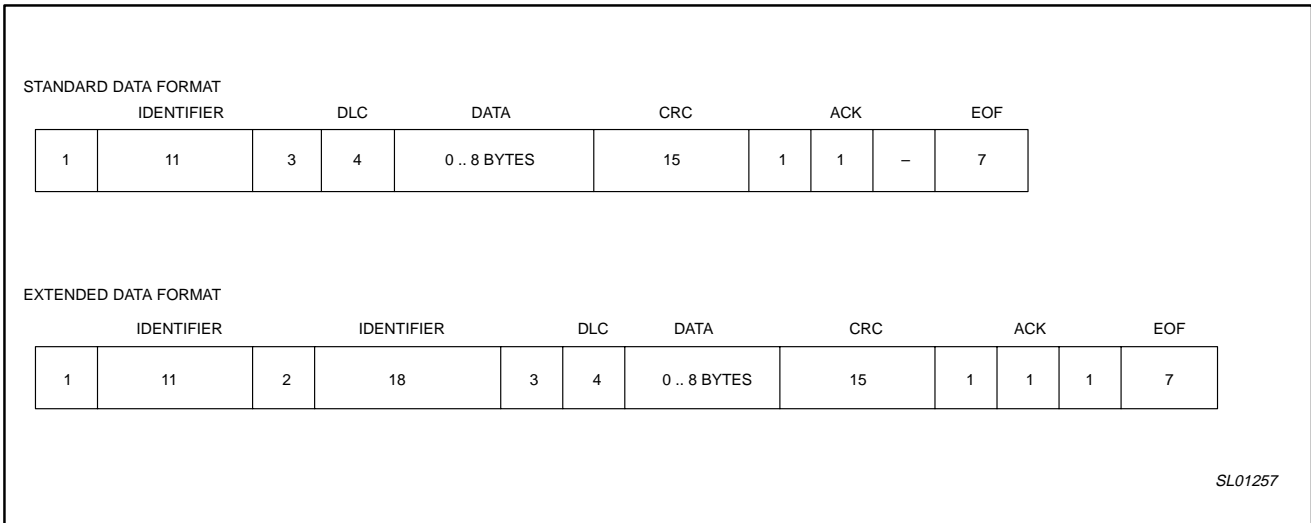 STANDARD DATA FORMAT
IDENTIFIER DLC DATA CRC ACK EOF
1 11 3 4 0 .. 8 BYTES 15 1 1 – 7
EXTENDED DATA FORMAT
IDENTIFIER IDENTIFIER DLC DATA CRC ACK EOF
1 11 2 18 3 4 0 .. 8 BYTES 15 1 1 1 7
SL01257